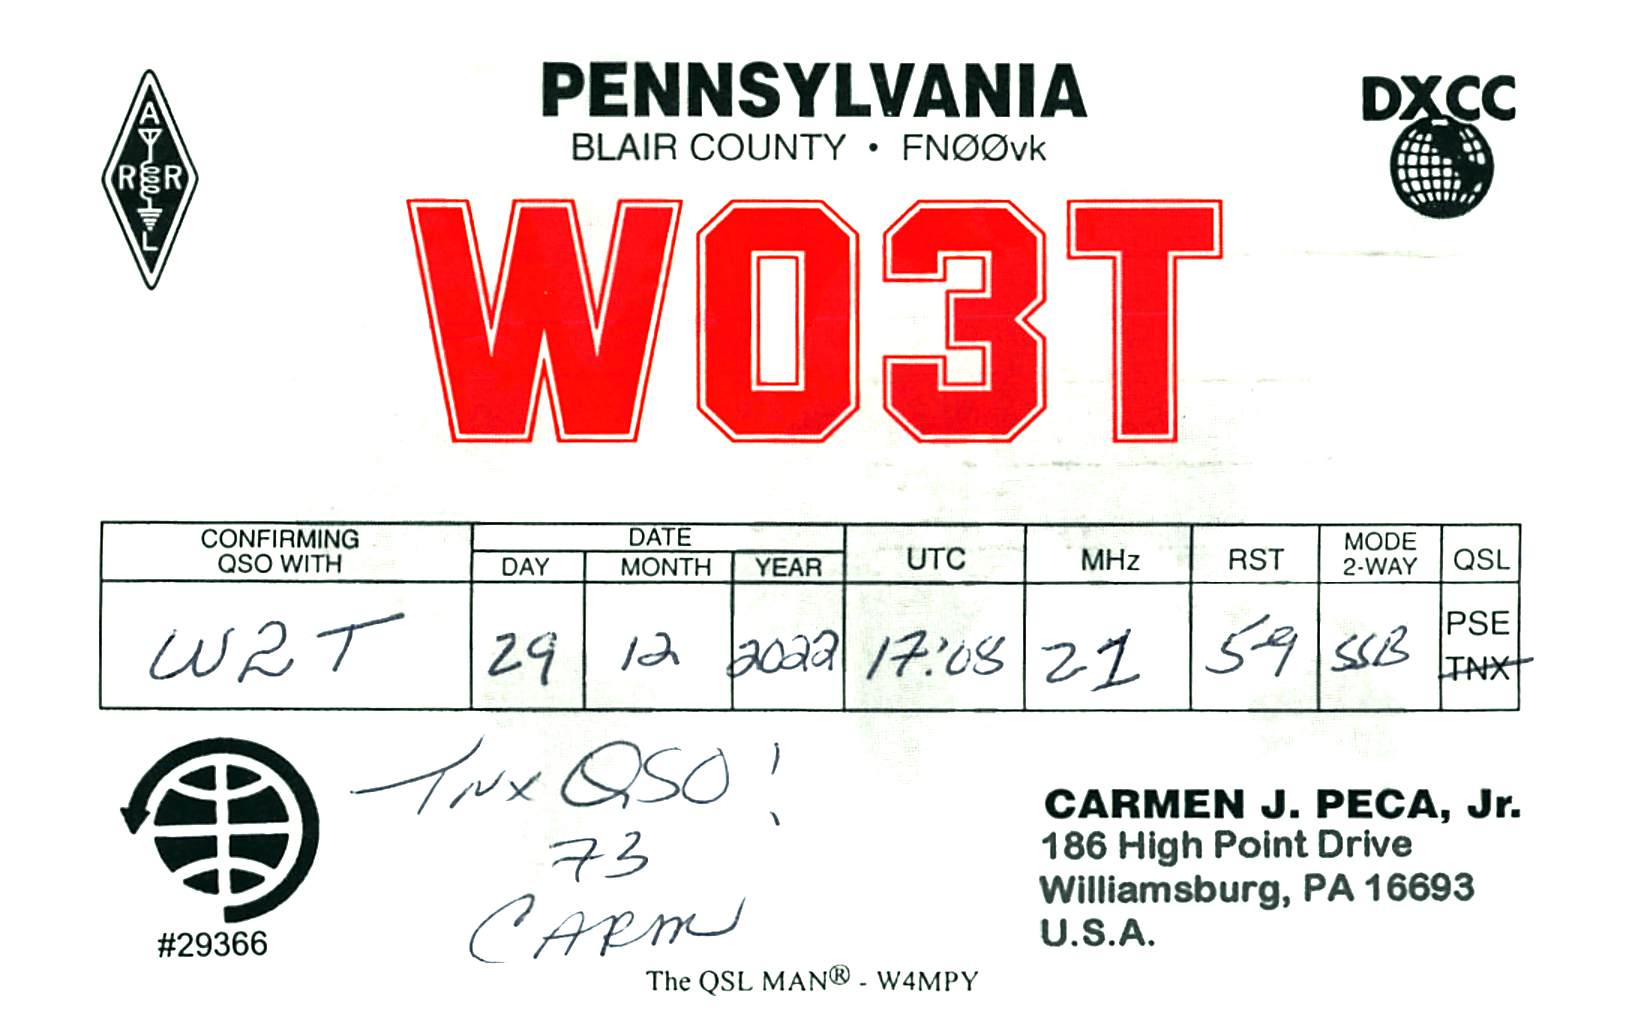 PENNSYLVANIA
BLAIR COUNTY • FNØØvk
ARRL
DXCC
WO3T
CONFIRMING QSO WITH DATE DAY MONTH YEAR UTC MHz RST MODE 2-WAY QSL
W2T 29 12 2022 17:08 21 59 SSB PSE
TNX
TNX QSO!
73
CARM
#29366
CARMEN J. PECA, Jr.
186 High Point Drive
Williamsburg, PA 16693
U.S.A.
The QSL MAN® - W4MPY